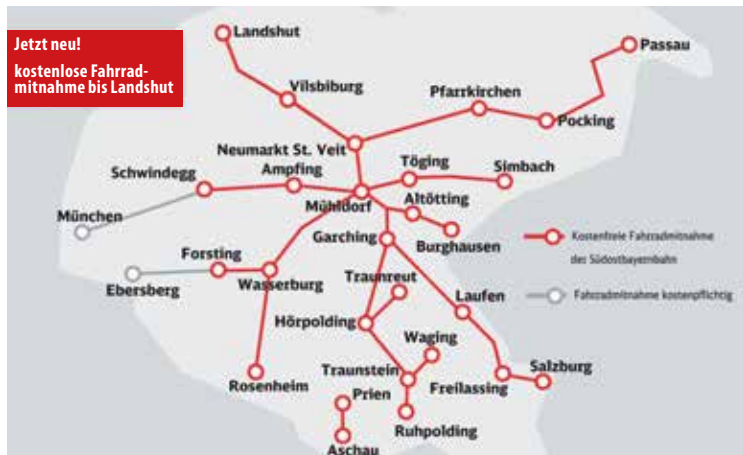 Jetzt neu!
kostenlose Fahrrad-
mitnahme bis Landshut
Landshut
Passau
Vilsbiburg
Pfarrkirchen
Pocking
Neumarkt St. Veit
Töging
Simbach
Ampfing
Schwindegg
Mühldorf
Altötting
München
Garching
Burghausen
Kostenfreie Fahrradmitnahme
der Südostbayernbahn
Forsting
Wasserburg
Traunreut
Ebersberg
Laufen
Fahrradmitnahme kostenpflichtig
Hörpolding
Waging
Traunstein
Salzburg
Rosenheim
Prien
Freilassing
Ruhpolding
Aschau